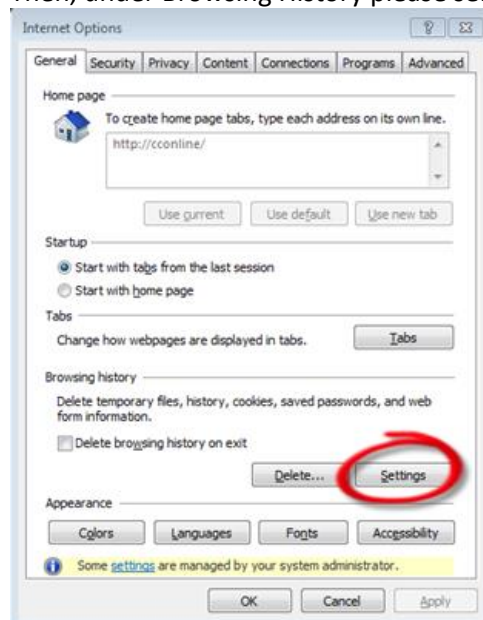 Internet Options
General Security Privacy Content Connections Programs Advanced
Home page
To create home page tabs, type each address on its own line.
http://cconline/
Use current Use default Use new tab
Startup
Start with tabs from the last session
Start with home page
Tabs
Change how webpages are displayed in tabs. Tabs
Browsing history
Delete temporary files, history, cookies, saved passwords, and web
form information.
Delete browsing history on exit
Delete... Settings
Appearance
Colors Languages Fonts Accessibility
Some settings are managed by your system administrator.
OK Cancel Apply